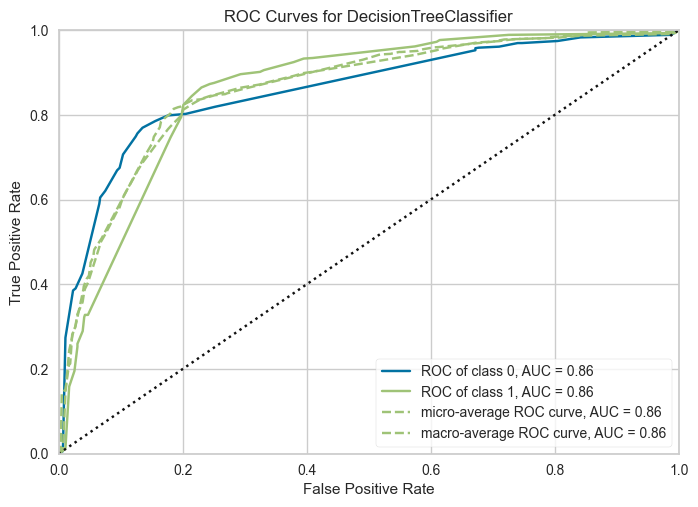 ROC Curves for DecisionTreeClassifier
True Positive Rate
1.0
0.8
0.6
0.4
0.2
0.0
ROC of class 0, AUC = 0.86
ROC of class 1, AUC = 0.86
micro-average ROC curve, AUC = 0.86
macro-average ROC curve, AUC = 0.86
0.0 0.2 0.4 0.6 0.8 1.0
False Positive Rate